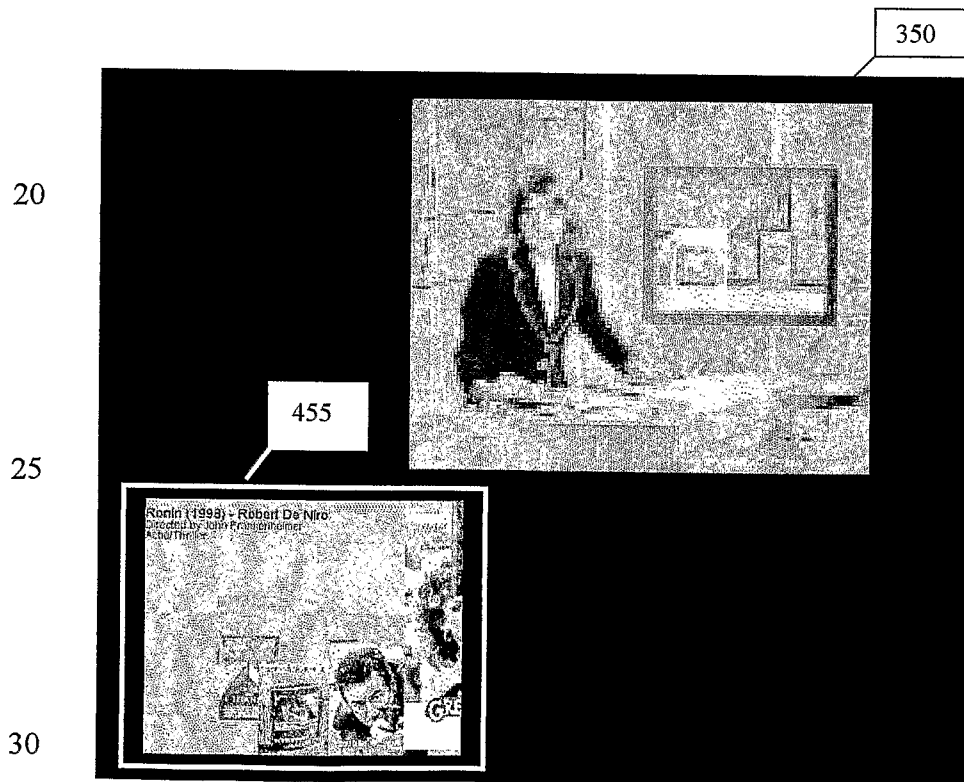 350
20
455
25
Ronin (1998) - Robert De Niro
Directed by John Frankenheimer
30